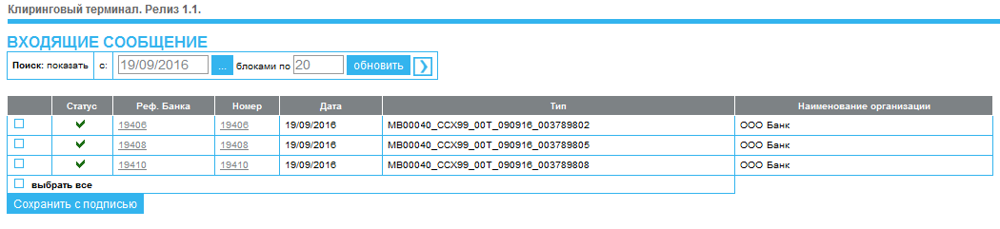 Клиринговый терминал. Релиз 1.1.
ВХОДЯЩИЕ СООБЩЕНИЕ
Поиск: показать с: 19/09/2016 ... блоками по 20 обновить ❯
Статус Реф. Банка Номер Дата Тип Наименование организации
19406 19406 19/09/2016 MB00040_CCX99_00T_090916_003789802 ООО Банк
19408 19408 19/09/2016 MB00040_CCX99_00T_090916_003789805 ООО Банк
19410 19410 19/09/2016 MB00040_CCX99_00T_090916_003789808 ООО Банк
выбрать все
Сохранить с подписью